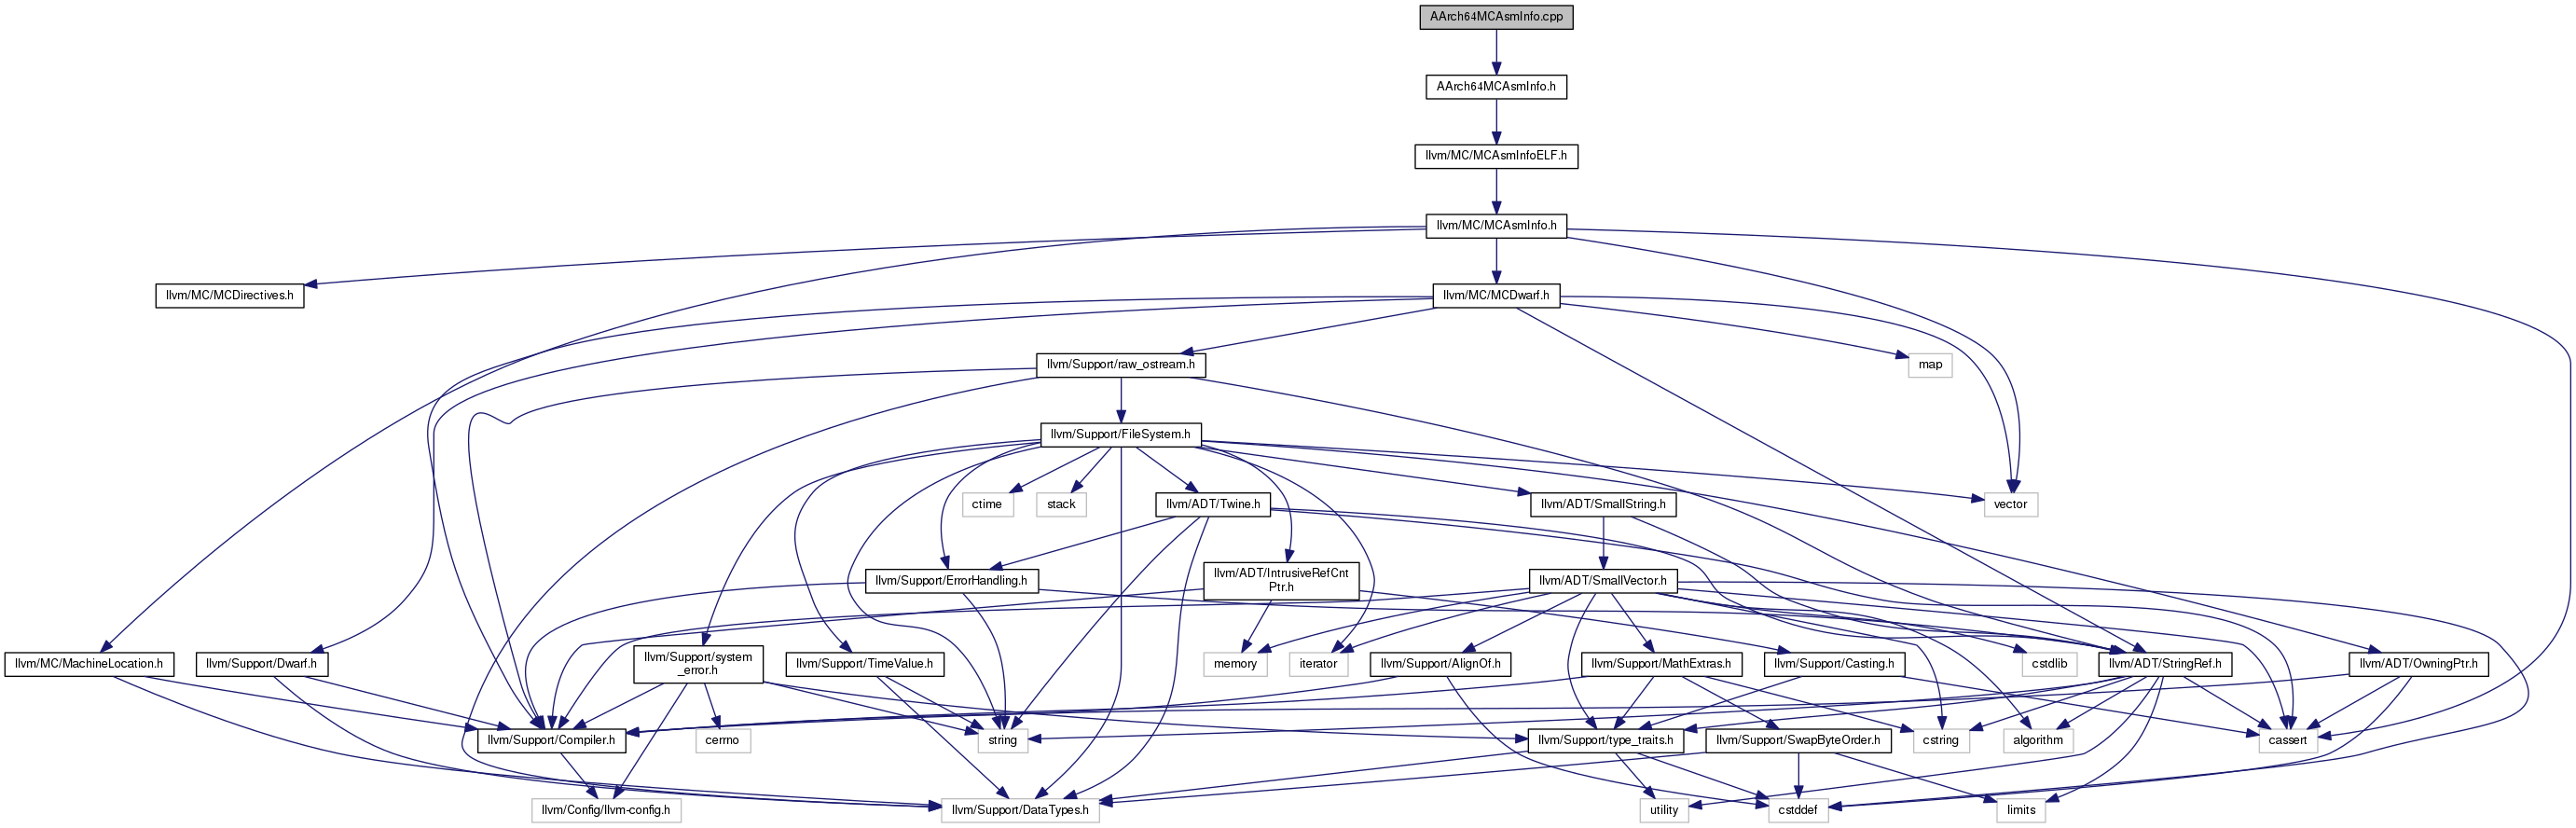 AArch64MCAsmInfo.cpp
AArch64MCAsmInfo.h
llvm/MC/MCAsmInfoELF.h
llvm/MC/MCAsmInfo.h
llvm/MC/MCDirectives.h
llvm/MC/MCDwarf.h
llvm/Support/raw_ostream.h
map
llvm/Support/FileSystem.h
ctime
stack
llvm/ADT/Twine.h
llvm/ADT/SmallString.h
vector
llvm/Support/ErrorHandling.h
llvm/ADT/IntrusiveRefCnt
Ptr.h
llvm/ADT/SmallVector.h
llvm/MC/MachineLocation.h
llvm/Support/Dwarf.h
llvm/Support/system
_error.h
llvm/Support/TimeValue.h
memory
iterator
llvm/Support/AlignOf.h
llvm/Support/MathExtras.h
llvm/Support/Casting.h
cstdlib
llvm/ADT/StringRef.h
llvm/ADT/OwningPtr.h
llvm/Support/Compiler.h
cerrno
string
llvm/Support/type_traits.h
llvm/Support/SwapByteOrder.h
cstring
algorithm
cassert
llvm/Config/llvm-config.h
llvm/Support/DataTypes.h
utility
cstddef
limits